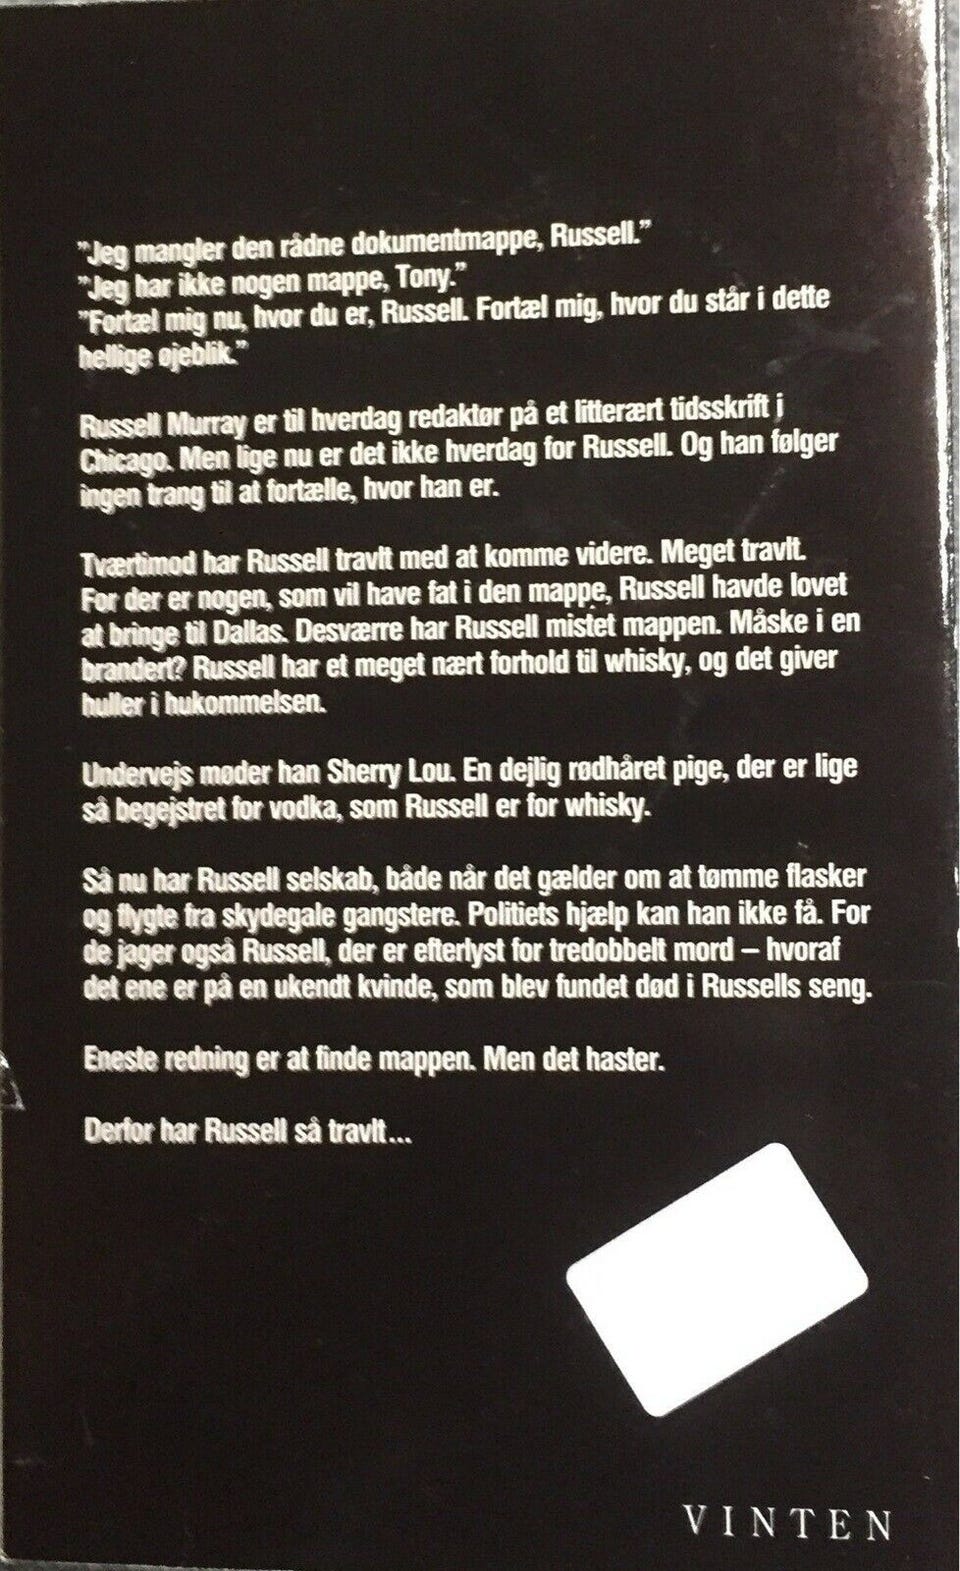 "Jeg mangler den rådne dokumentmappe, Russell."
"Jeg har ikke nogen mappe, Tony."
"Fortæl mig nu, hvor du er, Russell. Fortæl mig, hvor du står i dette
hellige øjeblik."
Russell Murray er til hverdag redaktør på et litterært tidsskrift i
Chicago. Men lige nu er det ikke hverdag for Russell. Og han følger
ingen trang til at fortælle, hvor han er.
Tværtimod har Russell travlt med at komme videre. Meget travlt.
For der er nogen, som vil have fat i den mappe, Russell havde lovet
at bringe til Dallas. Desværre har Russell mistet mappen. Måske i en
brandert? Russell har et meget nært forhold til whisky, og det giver
huller i hukommelsen.
Undervejs møder han Sherry Lou. En dejlig rødhåret pige, der er lige
så begejstret for vodka, som Russell er for whisky.
Så nu har Russell selskab, både når det gælder om at tømme flasker
og flygte fra skydegale gangstere. Politiets hjælp kan han ikke få. For
de jager også Russell, der er efterlyst for tredobbelt mord – hvoraf
det ene er på en ukendt kvinde, som blev fundet død i Russells seng.
Eneste redning er at finde mappen. Men det haster.
Derfor har Russell så travlt...
VINTEN